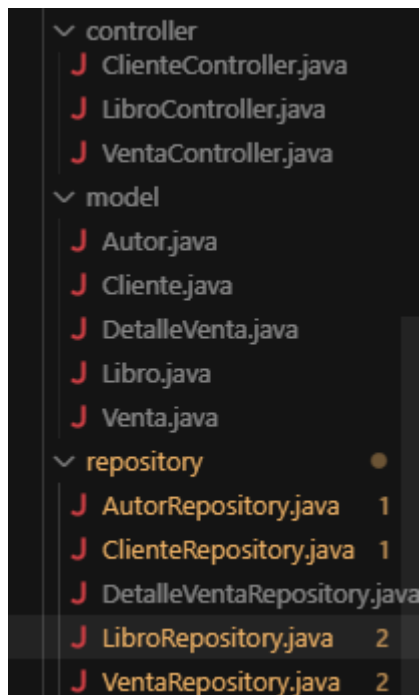 controller
J ClienteController.java
J LibroController.java
J VentaController.java
model
J Autor.java
J Cliente.java
J DetalleVenta.java
J Libro.java
J Venta.java
repository
J AutorRepository.java 1
J ClienteRepository.java 1
J DetalleVentaRepository.java
J LibroRepository.java 2
J VentaRepository.java 2